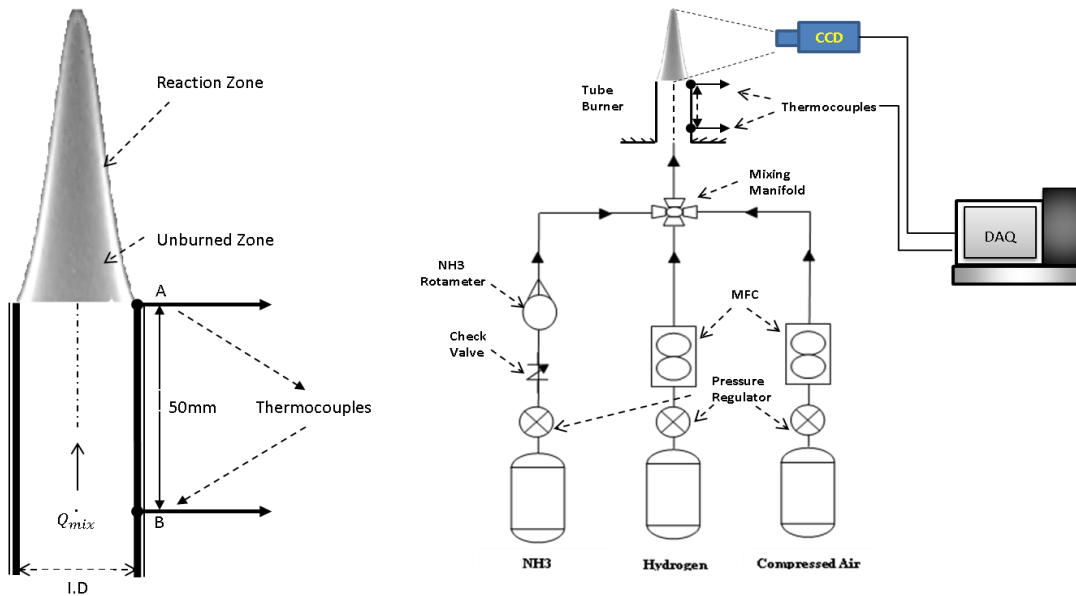 Reaction Zone
Unburned Zone
A
50mm
Thermocouples
Q_mix
B
I.D
CCD
Tube
Burner
Thermocouples
Mixing
Manifold
DAQ
NH3
Rotameter
MFC
Check
Valve
Pressure
Regulator
NH3
Hydrogen
Compressed Air